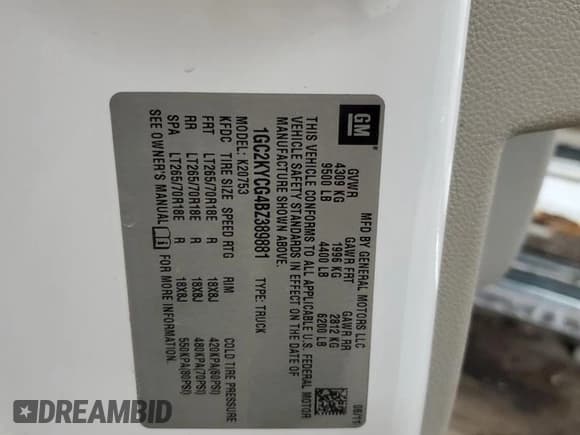 GM
MFD BY GENERAL MOTORS LLC
GVWR GAWR FRT GAWR RR
4309 KG 1996 KG 2812 KG
9500 LB 4400 LB 6200 LB
THIS VEHICLE CONFORMS TO ALL APPLICABLE U.S. FEDERAL MOTOR
VEHICLE SAFETY STANDARDS IN EFFECT ON THE DATE OF
MANUFACTURE SHOWN ABOVE.
1GC2KYCG4BZ389881 TYPE: TRUCK
MODEL: K20753
KFDC TIRE SIZE SPEED RTG RIM COLD TIRE PRESSURE
FRT LT265/70R18E R 18X8J 420KPA(60PSI)
RR LT265/70R18E R 18X8J 480KPA(70PSI)
SPA LT265/70R18E R 18X8J 550KPA(80PSI)
SEE OWNER'S MANUAL FOR MORE INFORMATION.
08/11
DREAMBID